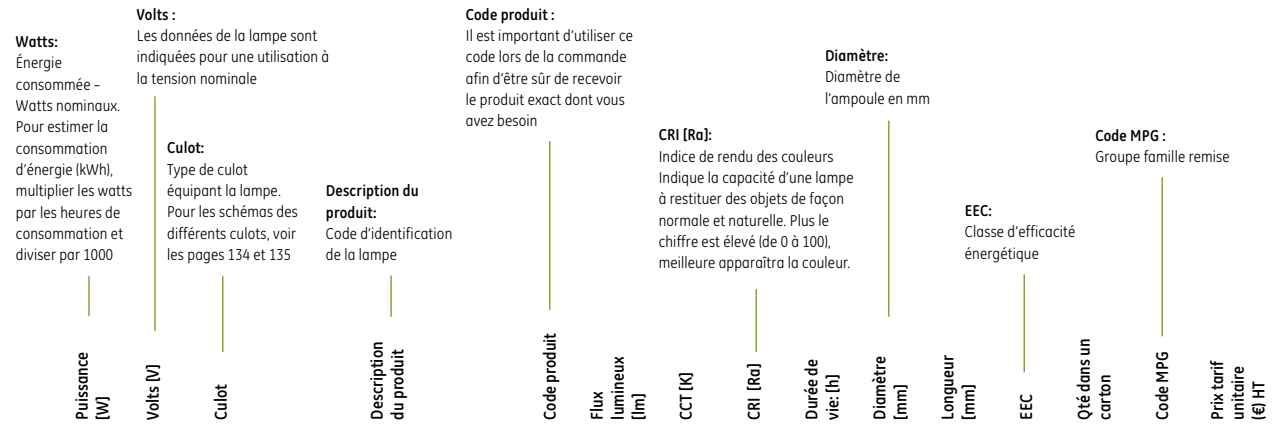 Watts:
Énergie
consommée –
Watts nominaux.
Pour estimer la
consommation
d'énergie (kWh),
multiplier les watts
par les heures de
consommation et
diviser par 1000
Volts :
Les données de la lampe sont
indiquées pour une utilisation à
la tension nominale
Culot:
Type de culot
équipant la lampe.
Pour les schémas des
différents culots, voir
les pages 134 et 135
Description du
produit:
Code d'identification
de la lampe
Code produit :
Il est important d'utiliser ce
code lors de la commande
afin d'être sûr de recevoir
le produit exact dont vous
avez besoin
CRI [Ra]:
Indice de rendu des couleurs
Indique la capacité d'une lampe
à restituer des objets de façon
normale et naturelle. Plus le
chiffre est élevé (de 0 à 100),
meilleure apparaîtra la couleur.
Diamètre:
Diamètre de
l'ampoule en mm
EEC:
Classe d'efficacité
énergétique
Code MPG :
Groupe famille remise
Puissance
[W]
Volts [V]
Culot
Description
du produit
Code produit
Flux
lumineux
[lm]
CCT [K]
CRI [Ra]
Durée de
vie: [h]
Diamètre
[mm]
Longueur
[mm]
EEC
Qté dans un
carton
Code MPG
Prix tarif
unitaire
(€) HT